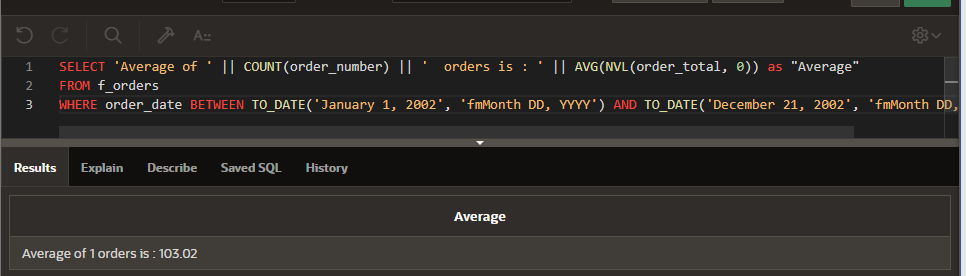 A
1 SELECT 'Average of ' || COUNT(order_number) || '  orders is : ' || AVG(NVL(order_total, 0)) as "Average"
2 FROM f_orders
3 WHERE order_date BETWEEN TO_DATE('January 1, 2002', 'fmMonth DD, YYYY') AND TO_DATE('December 21, 2002', 'fmMonth DD,
Results Explain Describe Saved SQL History
Average
Average of 1 orders is : 103.02